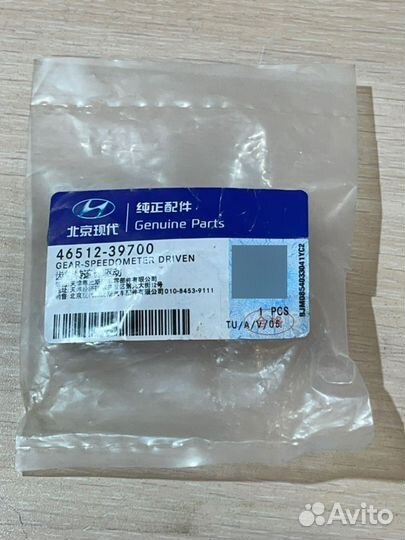 北京现代
纯正配件
Genuine Parts
46512-39700
GEAR-SPEEDOMETER DRIVEN
010-8453-9111
1 PCS
TU/A/V/05
BJM0854033041YC2
Avito